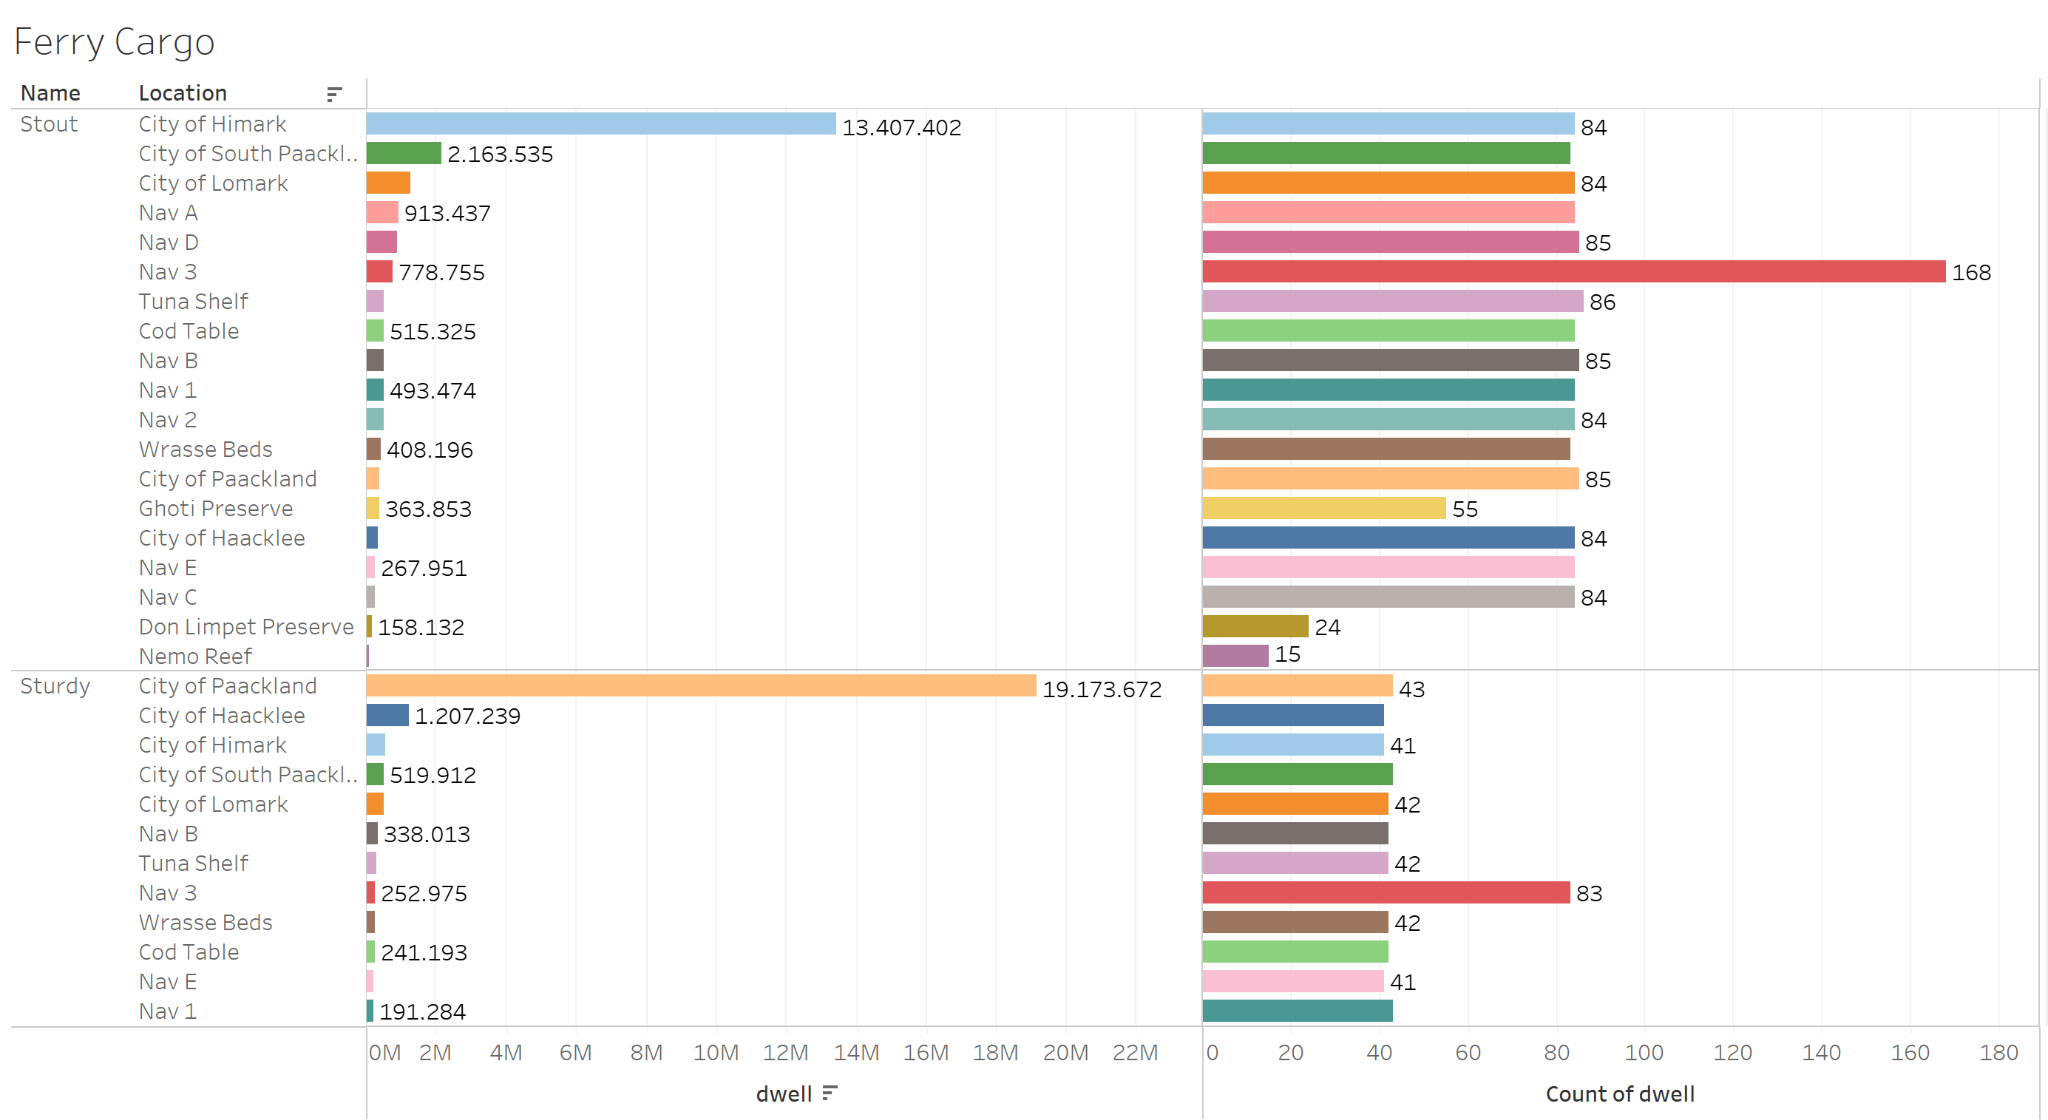 Ferry Cargo
Name Location
Stout City of Himark 13.407.402 84
City of South Paackl.. 2.163.535
City of Lomark 84
Nav A 913.437
Nav D 85
Nav 3 778.755 168
Tuna Shelf 86
Cod Table 515.325
Nav B 85
Nav 1 493.474
Nav 2 84
Wrasse Beds 408.196
City of Paackland 85
Ghoti Preserve 363.853 55
City of Haacklee 84
Nav E 267.951
Nav C 84
Don Limpet Preserve 158.132 24
Nemo Reef 15
Sturdy City of Paackland 19.173.672 43
City of Haacklee 1.207.239
City of Himark 41
City of South Paackl.. 519.912
City of Lomark 42
Nav B 338.013
Tuna Shelf 42
Nav 3 252.975 83
Wrasse Beds 42
Cod Table 241.193
Nav E 41
Nav 1 191.284
0M 2M 4M 6M 8M 10M 12M 14M 16M 18M 20M 22M 0 20 40 60 80 100 120 140 160 180
dwell Count of dwell